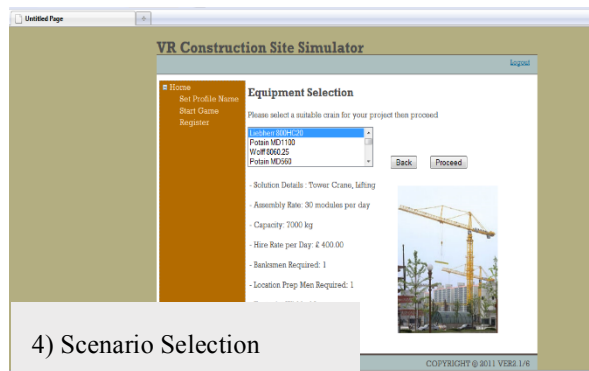 Untitled Page
VR Construction Site Simulator
Logout
Home
Set Profile Name
Start Game
Register
Equipment Selection
Please select a suitable crain for your project then proceed
Liebherr 800HC20
Potain MD1100
Wolff 8060.25
Potain MD560
Back Proceed
- Solution Details : Tower Crane, Lifting
- Assembly Rate: 30 modules per day
- Capacity: 7000 kg
- Hire Rate per Day: £ 400.00
- Banksmen Required: 1
- Location Prep Men Required: 1
4) Scenario Selection
COPYRIGHT @ 2011 VER2.1/6